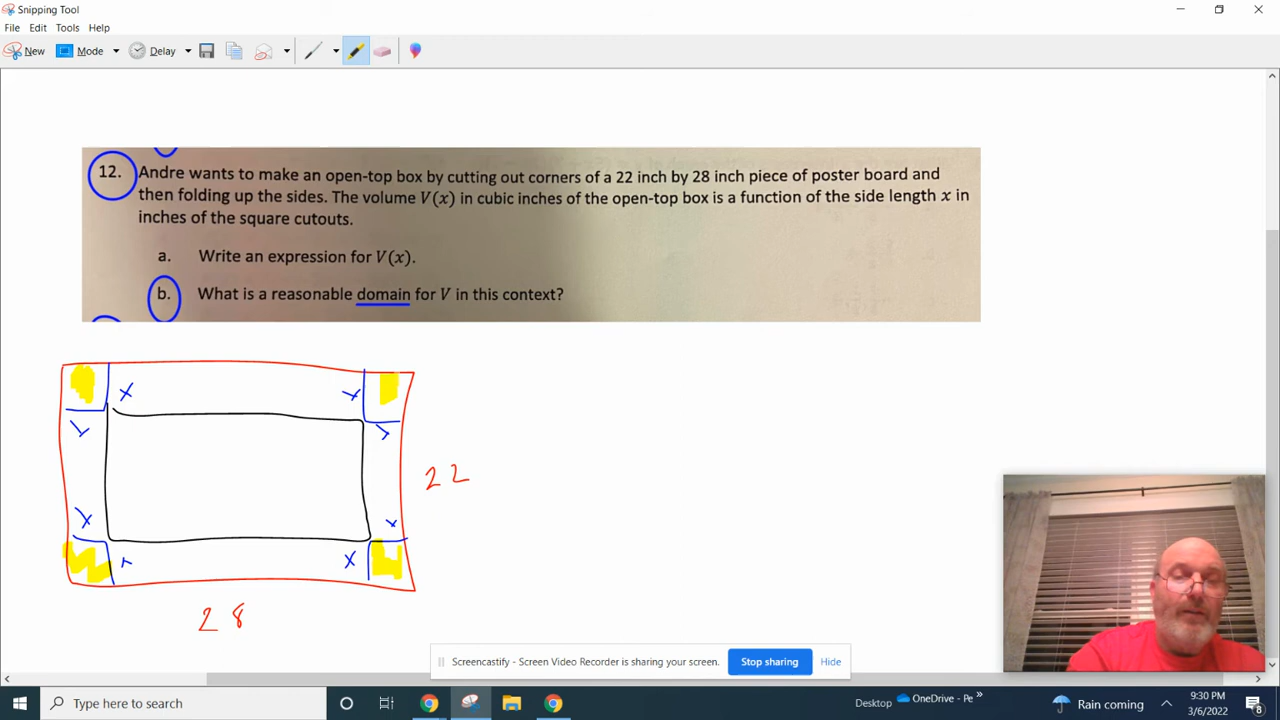 Snipping Tool
File Edit Tools Help
New Mode Delay
12. Andre wants to make an open-top box by cutting out corners of a 22 inch by 28 inch piece of poster board and
then folding up the sides. The volume V(x) in cubic inches of the open-top box is a function of the side length x in
inches of the square cutouts.
a. Write an expression for V(x).
b. What is a reasonable domain for V in this context?
x x
x x
22
x x
x x
28
Screencastify - Screen Video Recorder is sharing your screen. Stop sharing Hide
Type here to search
Desktop
OneDrive - Pe
»
Rain coming
9:30 PM
3/6/2022
8